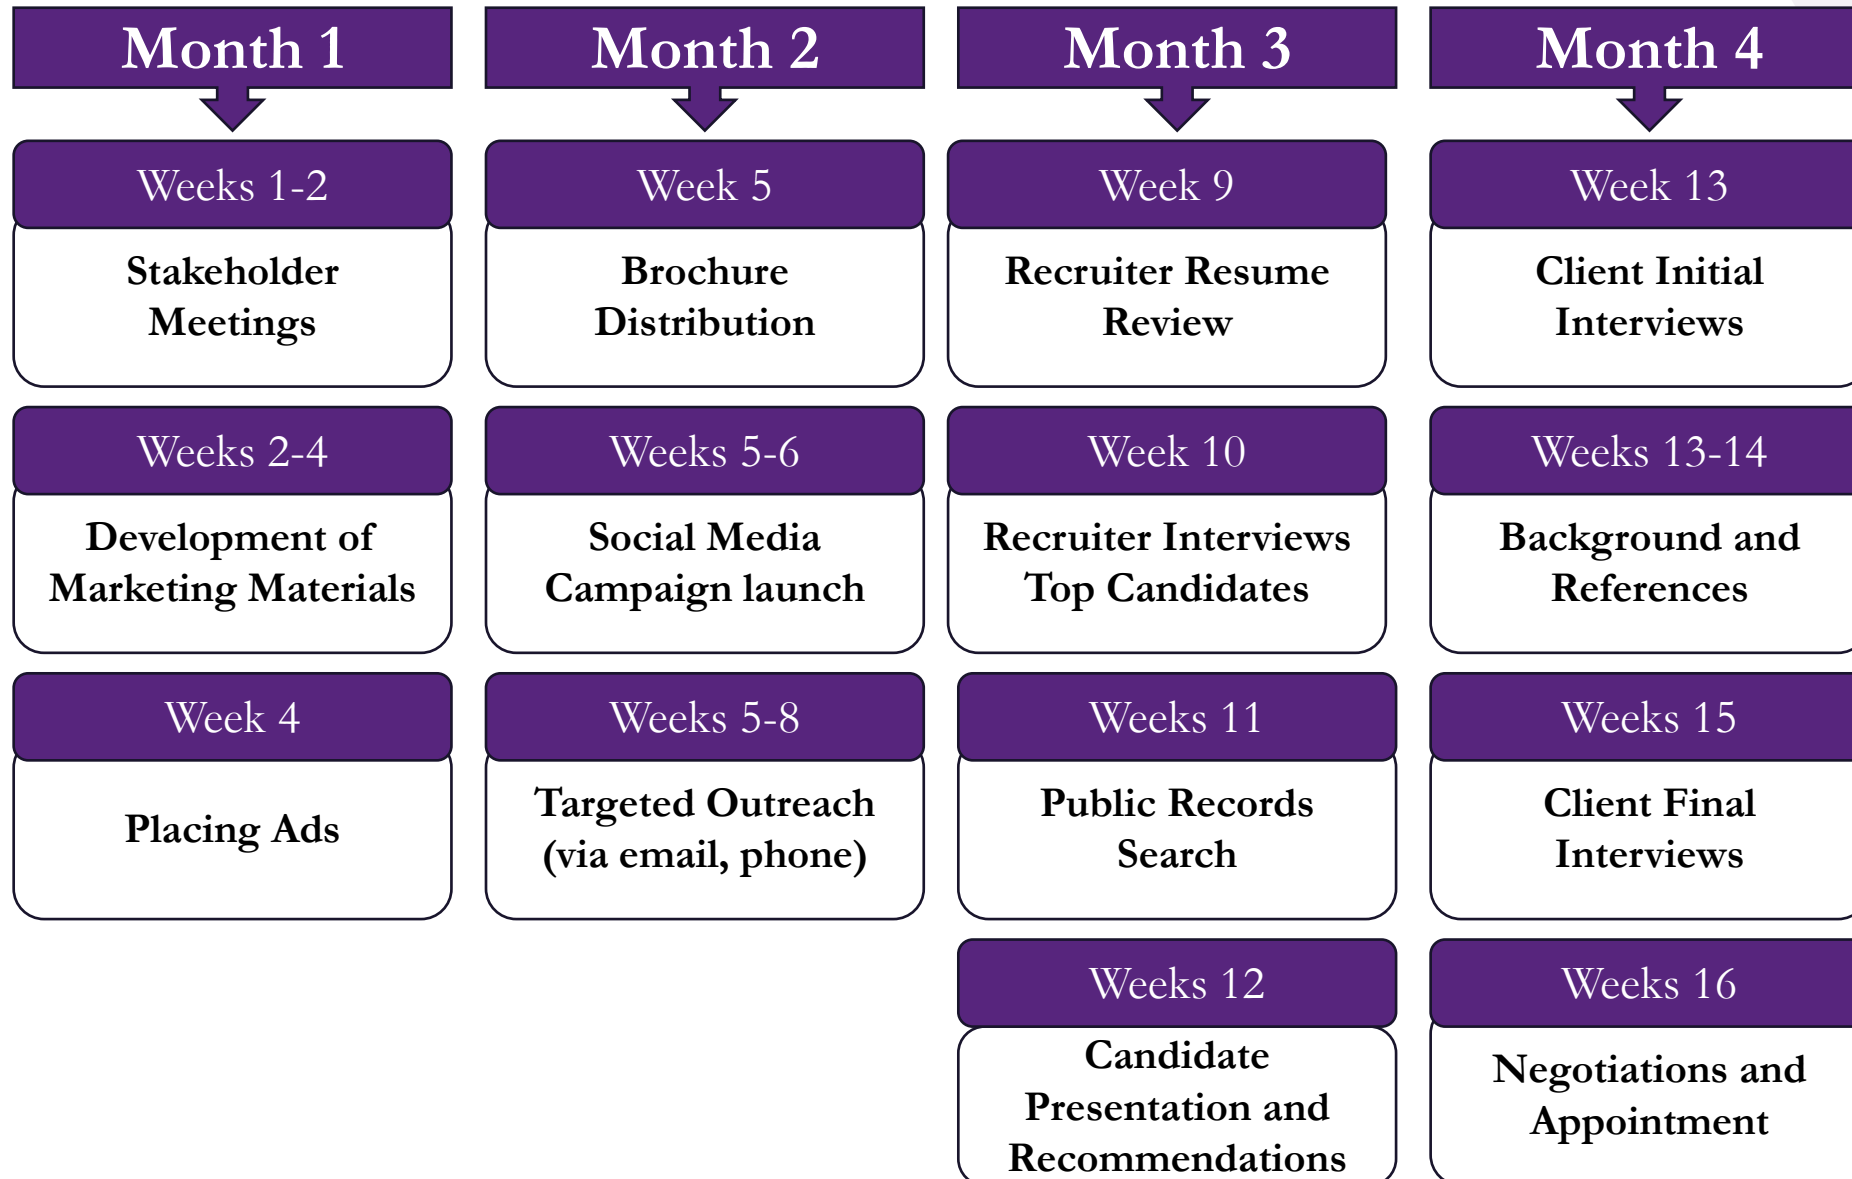 Month 1
Weeks 1-2
Stakeholder
Meetings
Weeks 2-4
Development of
Marketing Materials
Week 4
Placing Ads
Month 2
Week 5
Brochure
Distribution
Weeks 5-6
Social Media
Campaign launch
Weeks 5-8
Targeted Outreach
(via email, phone)
Month 3
Week 9
Recruiter Resume
Review
Week 10
Recruiter Interviews
Top Candidates
Weeks 11
Public Records
Search
Weeks 12
Candidate
Presentation and
Recommendations
Month 4
Week 13
Client Initial
Interviews
Weeks 13-14
Background and
References
Weeks 15
Client Final
Interviews
Weeks 16
Negotiations and
Appointment